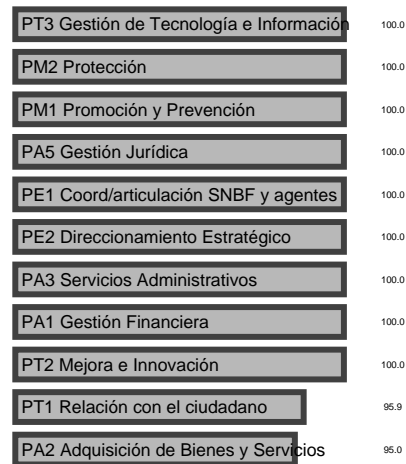 PT3 Gestión de Tecnología e Información 100.0
PM2 Protección 100.0
PM1 Promoción y Prevención 100.0
PA5 Gestión Jurídica 100.0
PE1 Coord/articulación SNBF y agentes 100.0
PE2 Direccionamiento Estratégico 100.0
PA3 Servicios Administrativos 100.0
PA1 Gestión Financiera 100.0
PT2 Mejora e Innovación 100.0
PT1 Relación con el ciudadano 95.9
PA2 Adquisición de Bienes y Servicios 95.0